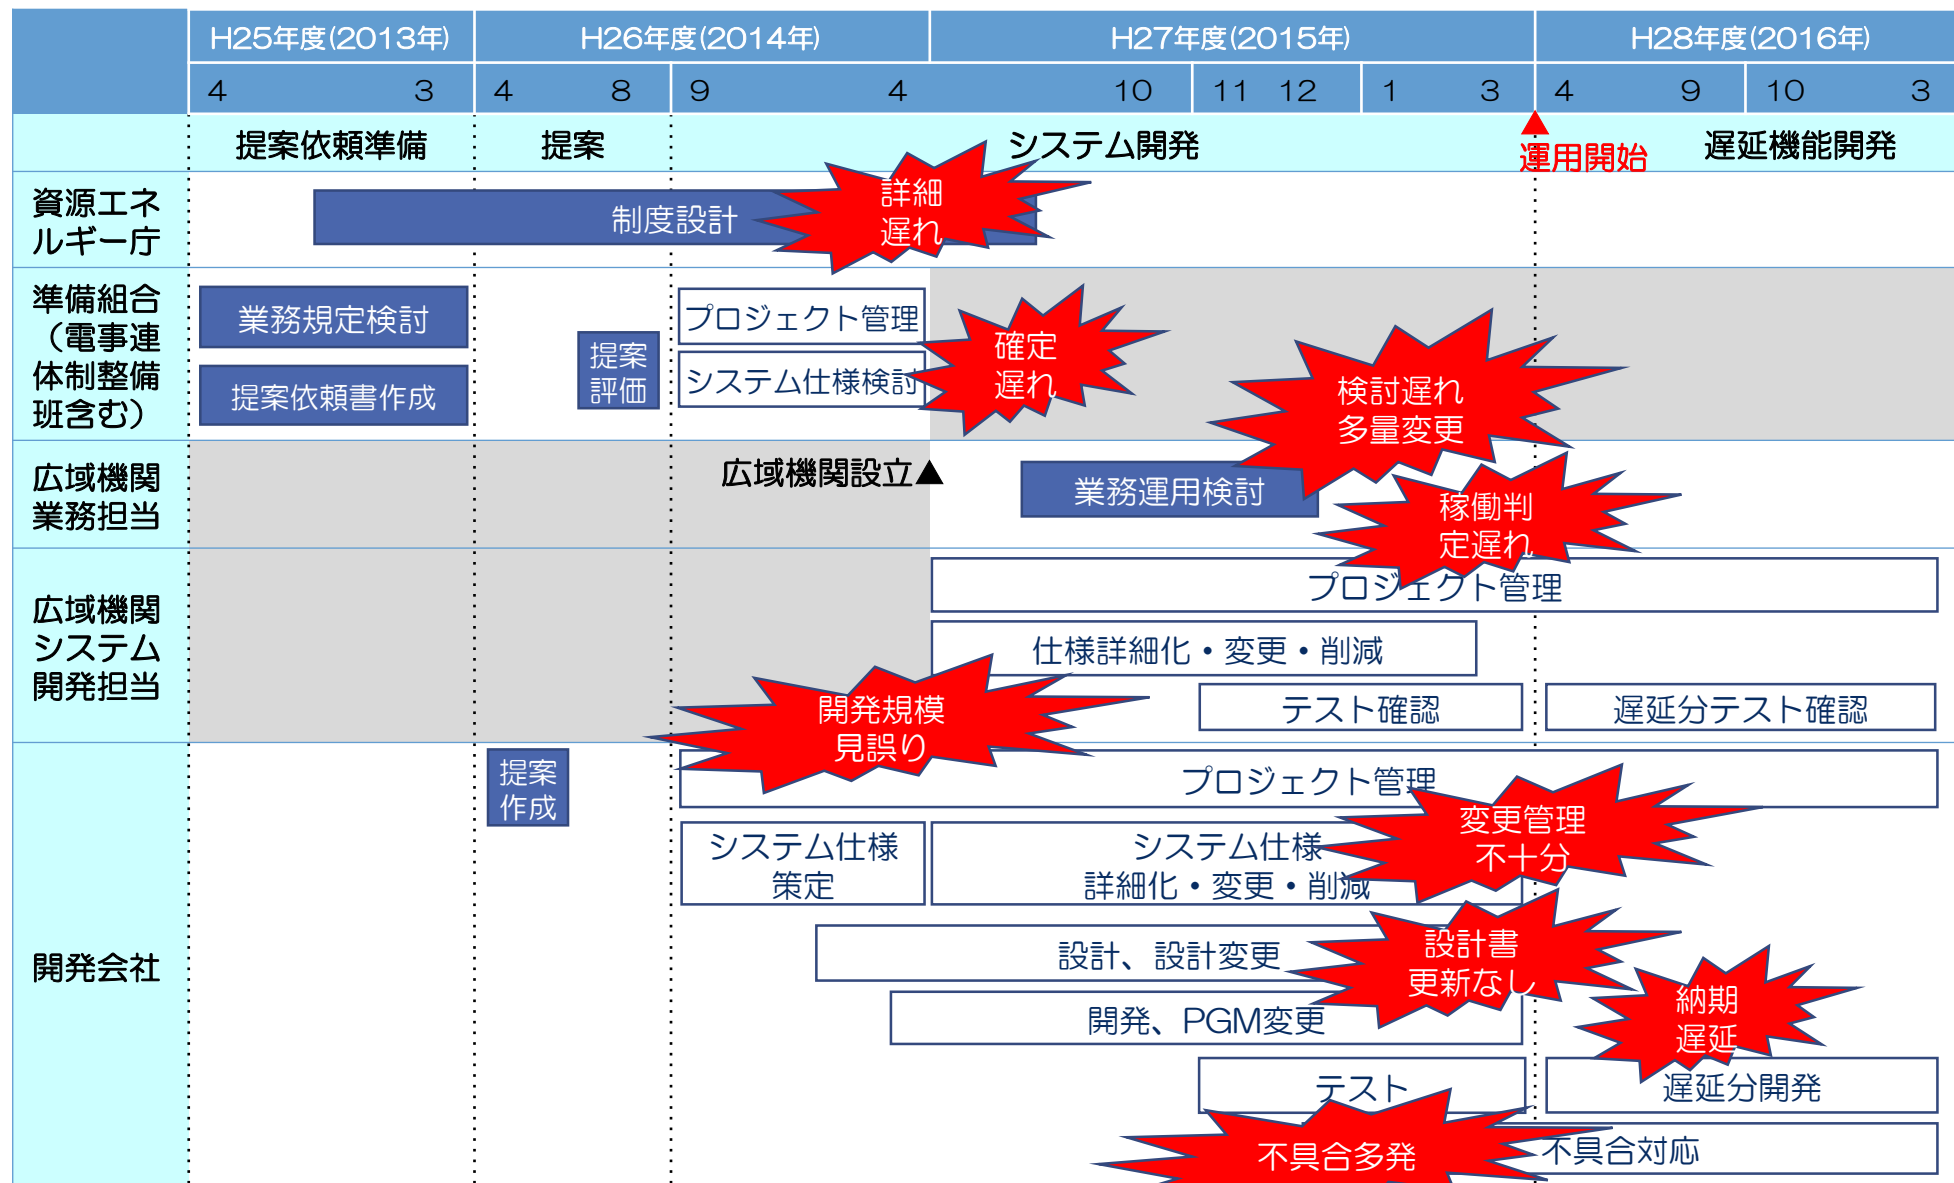 H25年度(2013年)
H26年度(2014年)
H27年度(2015年)
H28年度(2016年)
4 3 4 8 9 4 10 11 12 1 3 4 9 10 3
提案依頼準備
提案
システム開発
運用開始
遅延機能開発
資源エネ
ルギー庁
制度設計
詳細
遅れ
準備組合
（電事連
体制整備
班含む）
業務規定検討
提案依頼書作成
提案
評価
プロジェクト管理
システム仕様検討
確定
遅れ
検討遅れ
多量変更
広域機関
業務担当
広域機関設立▲
業務運用検討
稼働判
定遅れ
広域機関
システム
開発担当
プロジェクト管理
仕様詳細化・変更・削減
テスト確認
遅延分テスト確認
開発規模
見誤り
開発会社
提案
作成
プロジェクト管理
変更管理
不十分
システム仕様
策定
システム仕様
詳細化・変更・削減
設計、設計変更
設計書
更新なし
開発、PGM変更
納期
遅延
テスト
遅延分開発
不具合多発
不具合対応